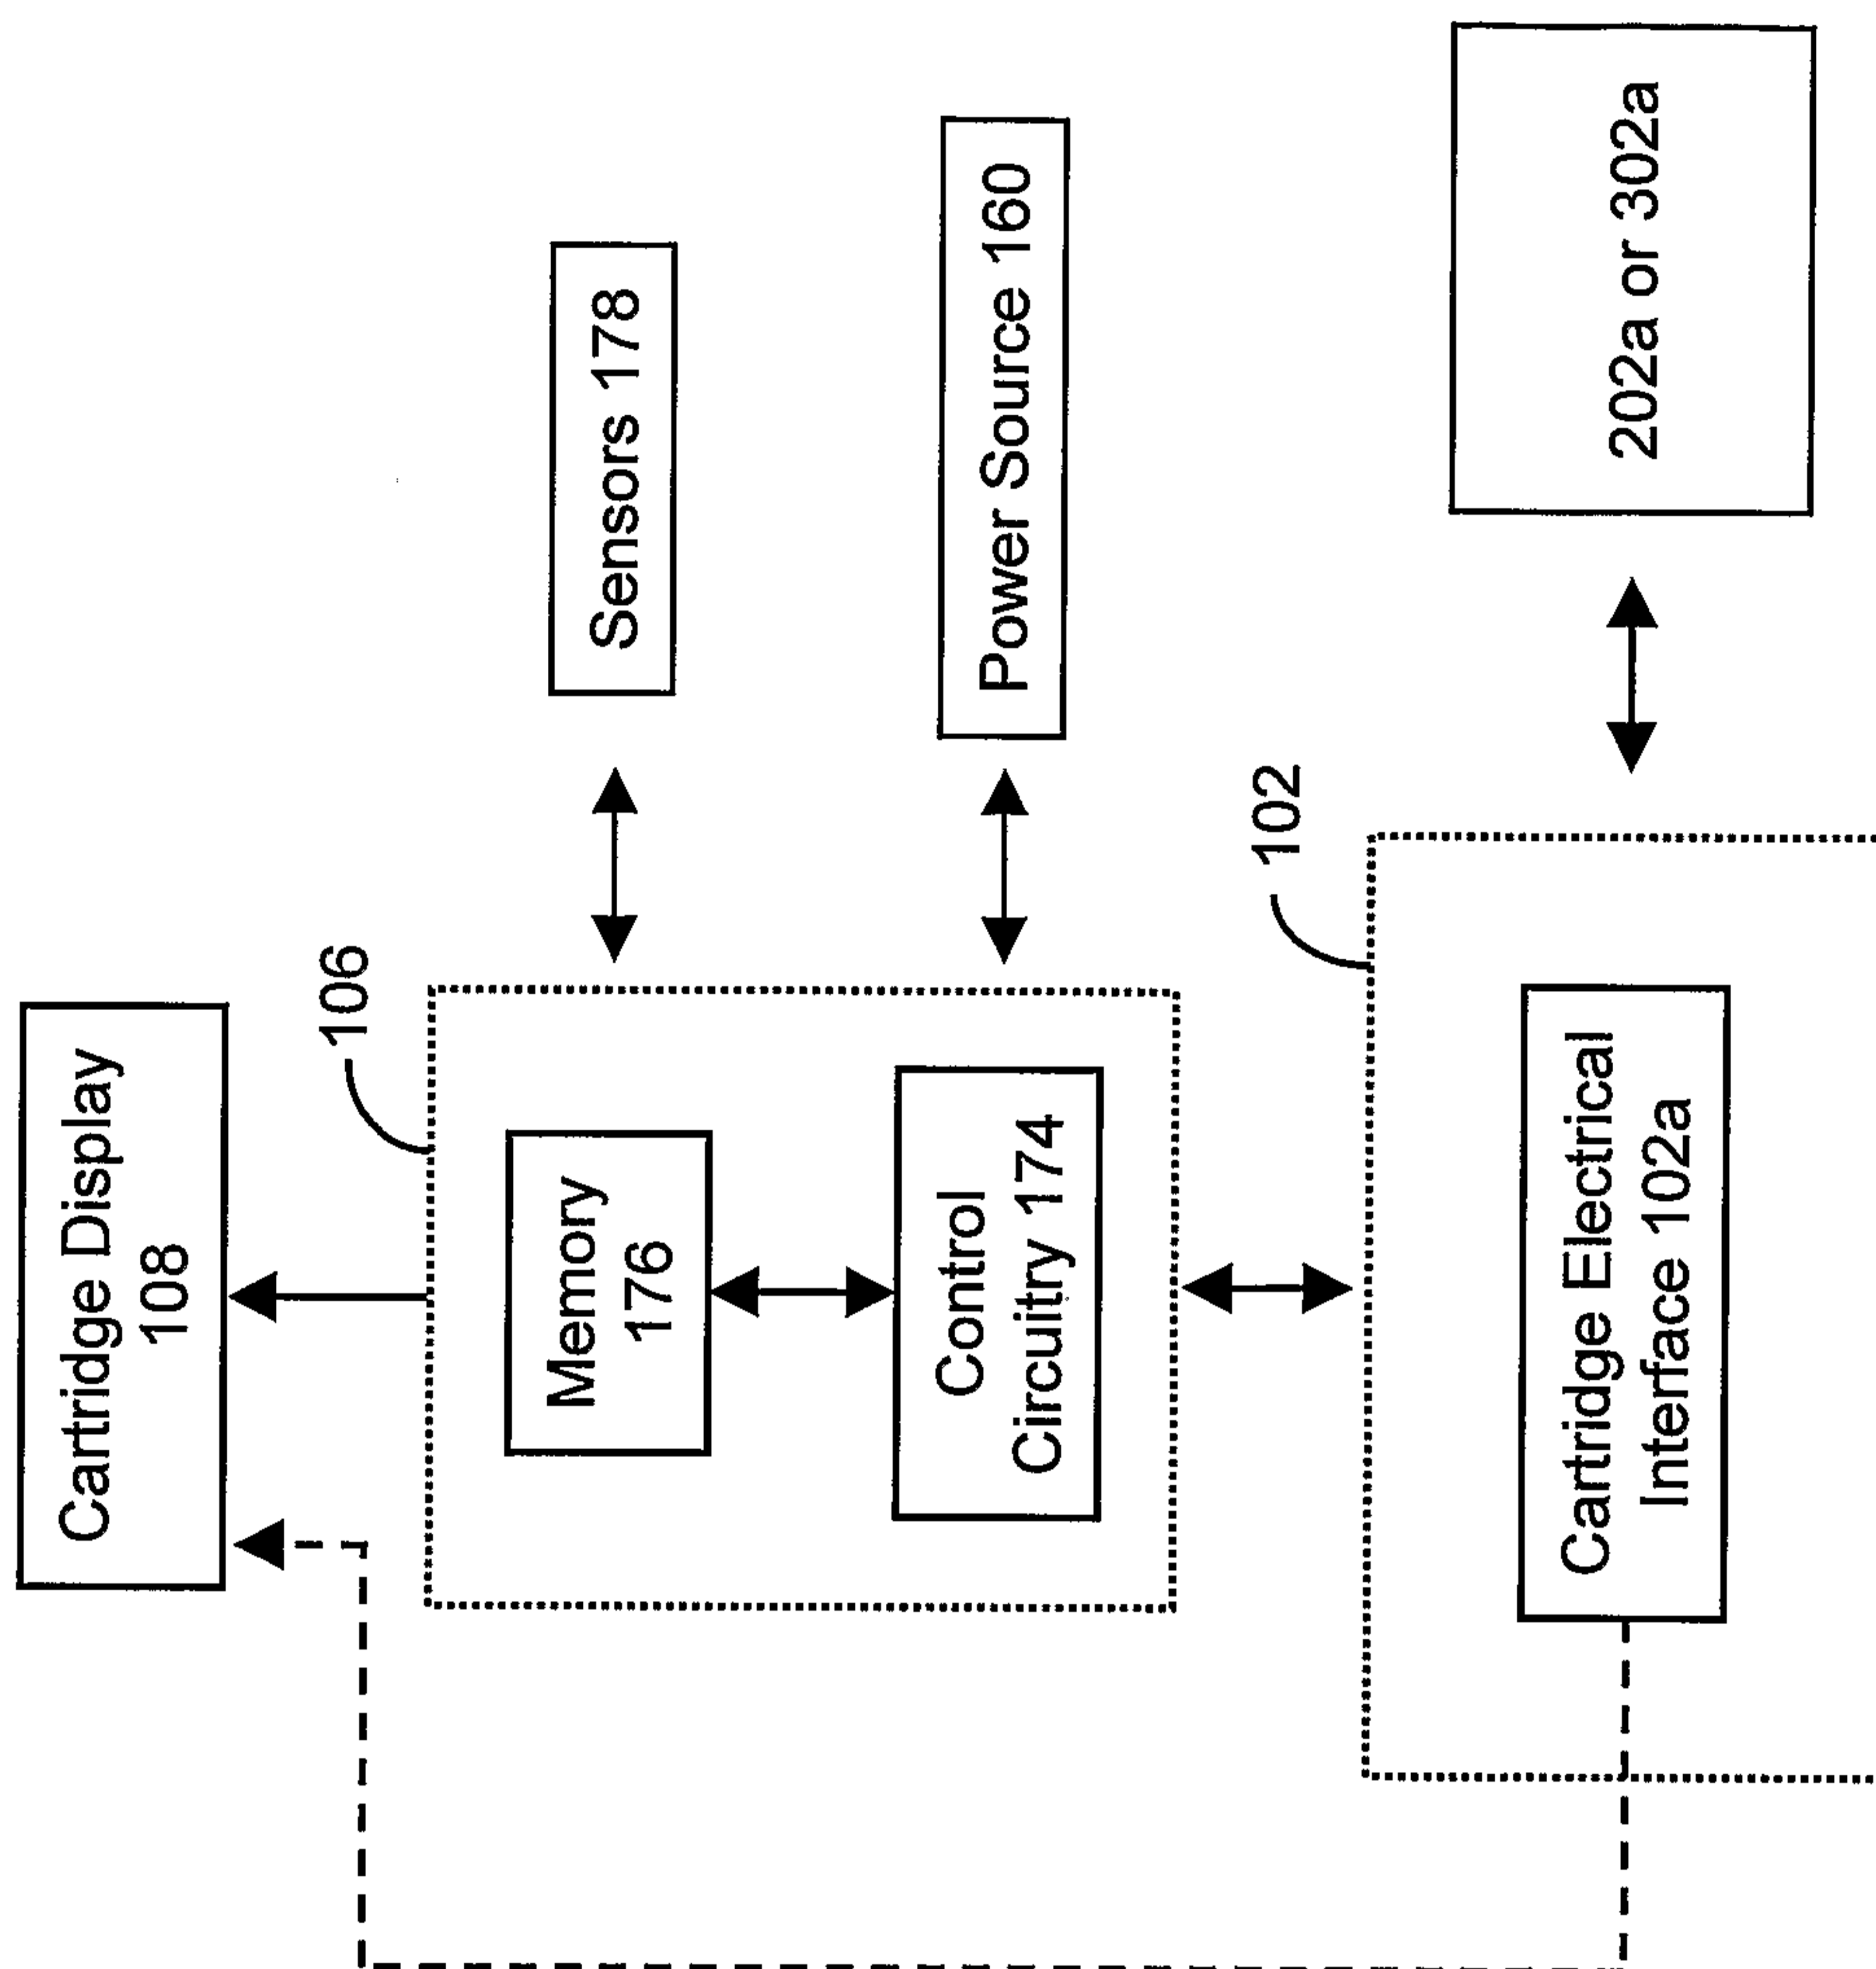 Cartridge Display
108
106
Memory
176
Control
Circuitry 174
Sensors 178
Power Source 160
102
Cartridge Electrical
Interface 102a
202a or 302a